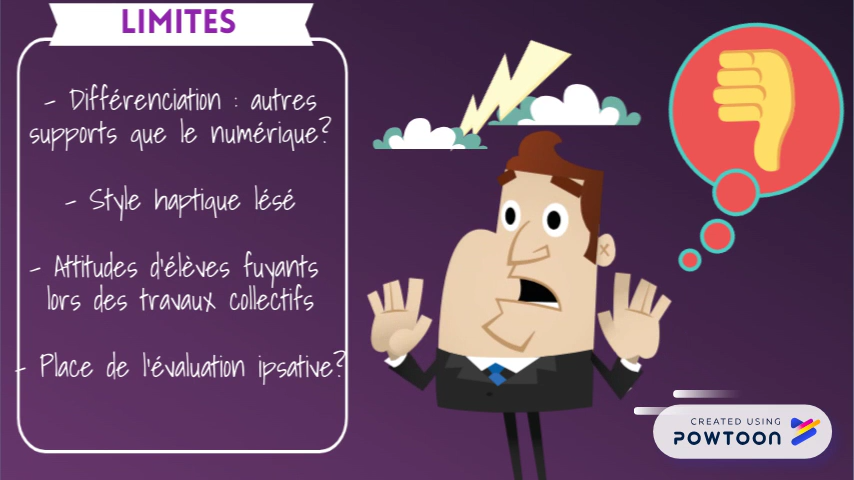 LIMITES
- Différenciation : autres
supports que le numérique?
- Style haptique lésé
- Attitudes d'élèves fuyants
lors des travaux collectifs
- Place de l'évaluation ipsative?
CREATED USING
POWTOON